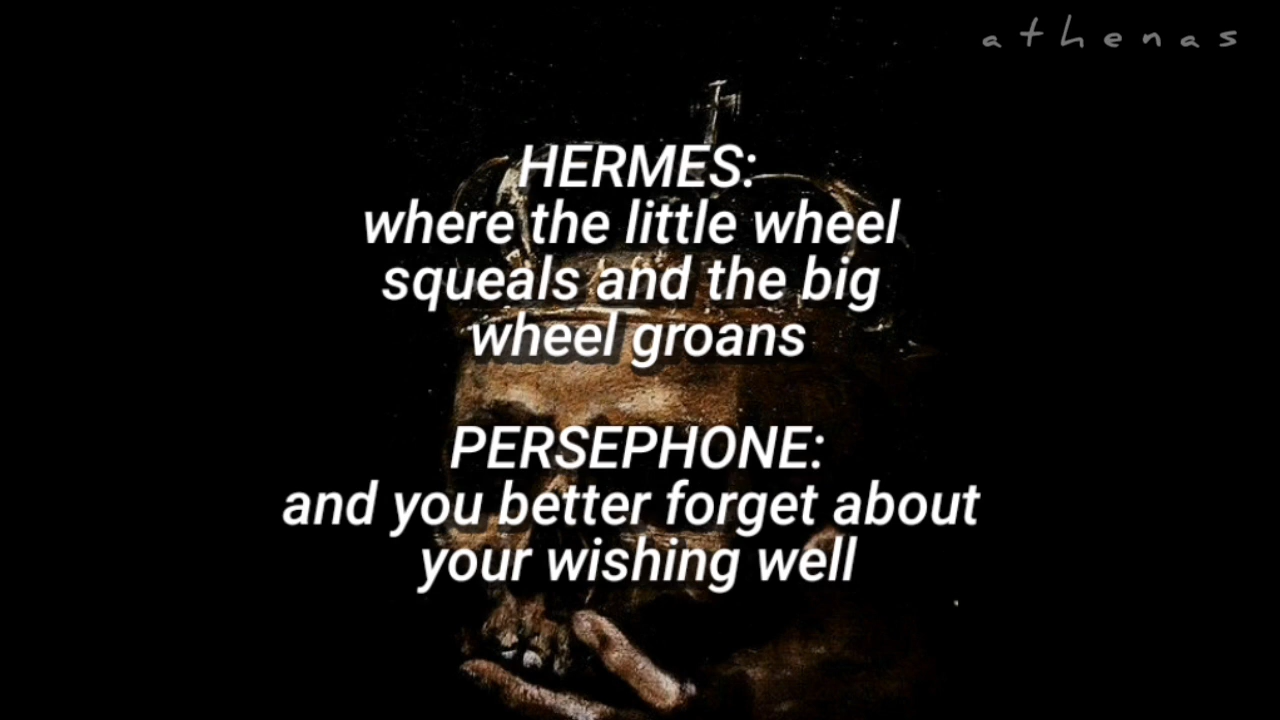 athenas
HERMES:
where the little wheel
squeals and the big
wheel groans
PERSEPHONE:
and you better forget about
your wishing well